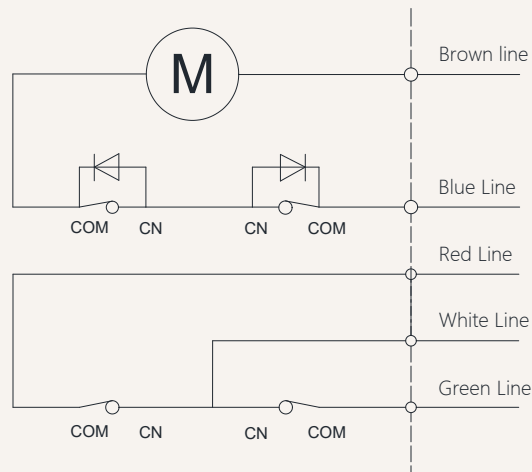 Brown line
M
Blue Line
COM CN CN COM
Red Line
White Line
Green Line
COM CN CN COM